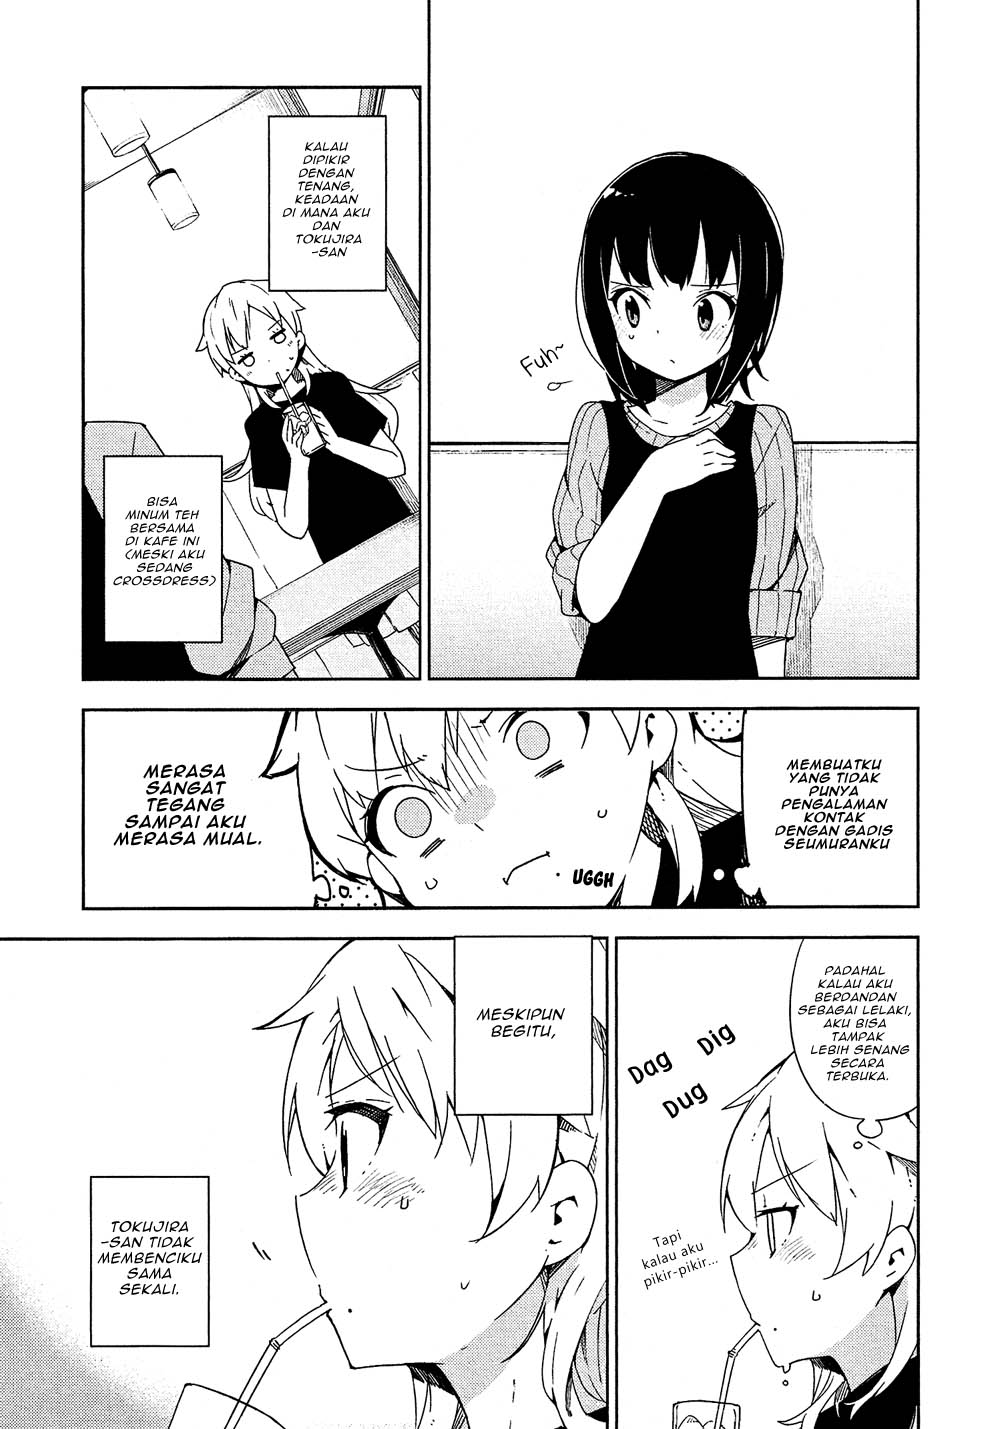 Fuh~
KALAU
DIPIKIR
DENGAN
TENANG,
KEADAAN
DI MANA AKU
DAN
TOKUJIRA
-SAN
BISA
MINUM TEH
BERSAMA
DI KAFE INI
(MESKI AKU
SEDANG
CROSSDRESS)
MEMBUATKU
YANG TIDAK
PUNYA
PENGALAMAN
KONTAK
DENGAN GADIS
SEUMURANKU
MERASA
SANGAT
TEGANG
SAMPAI AKU
MERASA MUAL.
UGGH
PADAHAL
KALAU AKU
BERDANDAN
SEBAGAI LELAKI,
AKU BISA
TAMPAK
LEBIH SENANG
SECARA
TERBUKA.
Dag
Dig
Dug
Tapi
kalau aku
pikir-pikir...
MESKIPUN
BEGITU,
TOKUJIRA
-SAN TIDAK
MEMBENCIKU
SAMA
SEKALI.